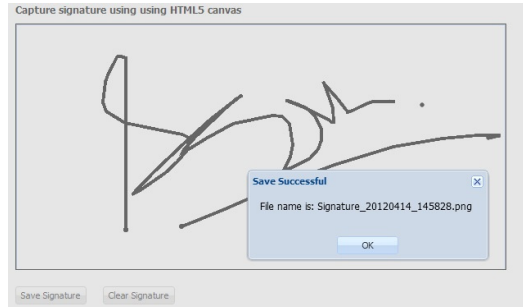 Capture signature using using HTML5 canvas
Save Successful
File name is: Signature_20120414_145828.png
OK
Save Signature
Clear Signature